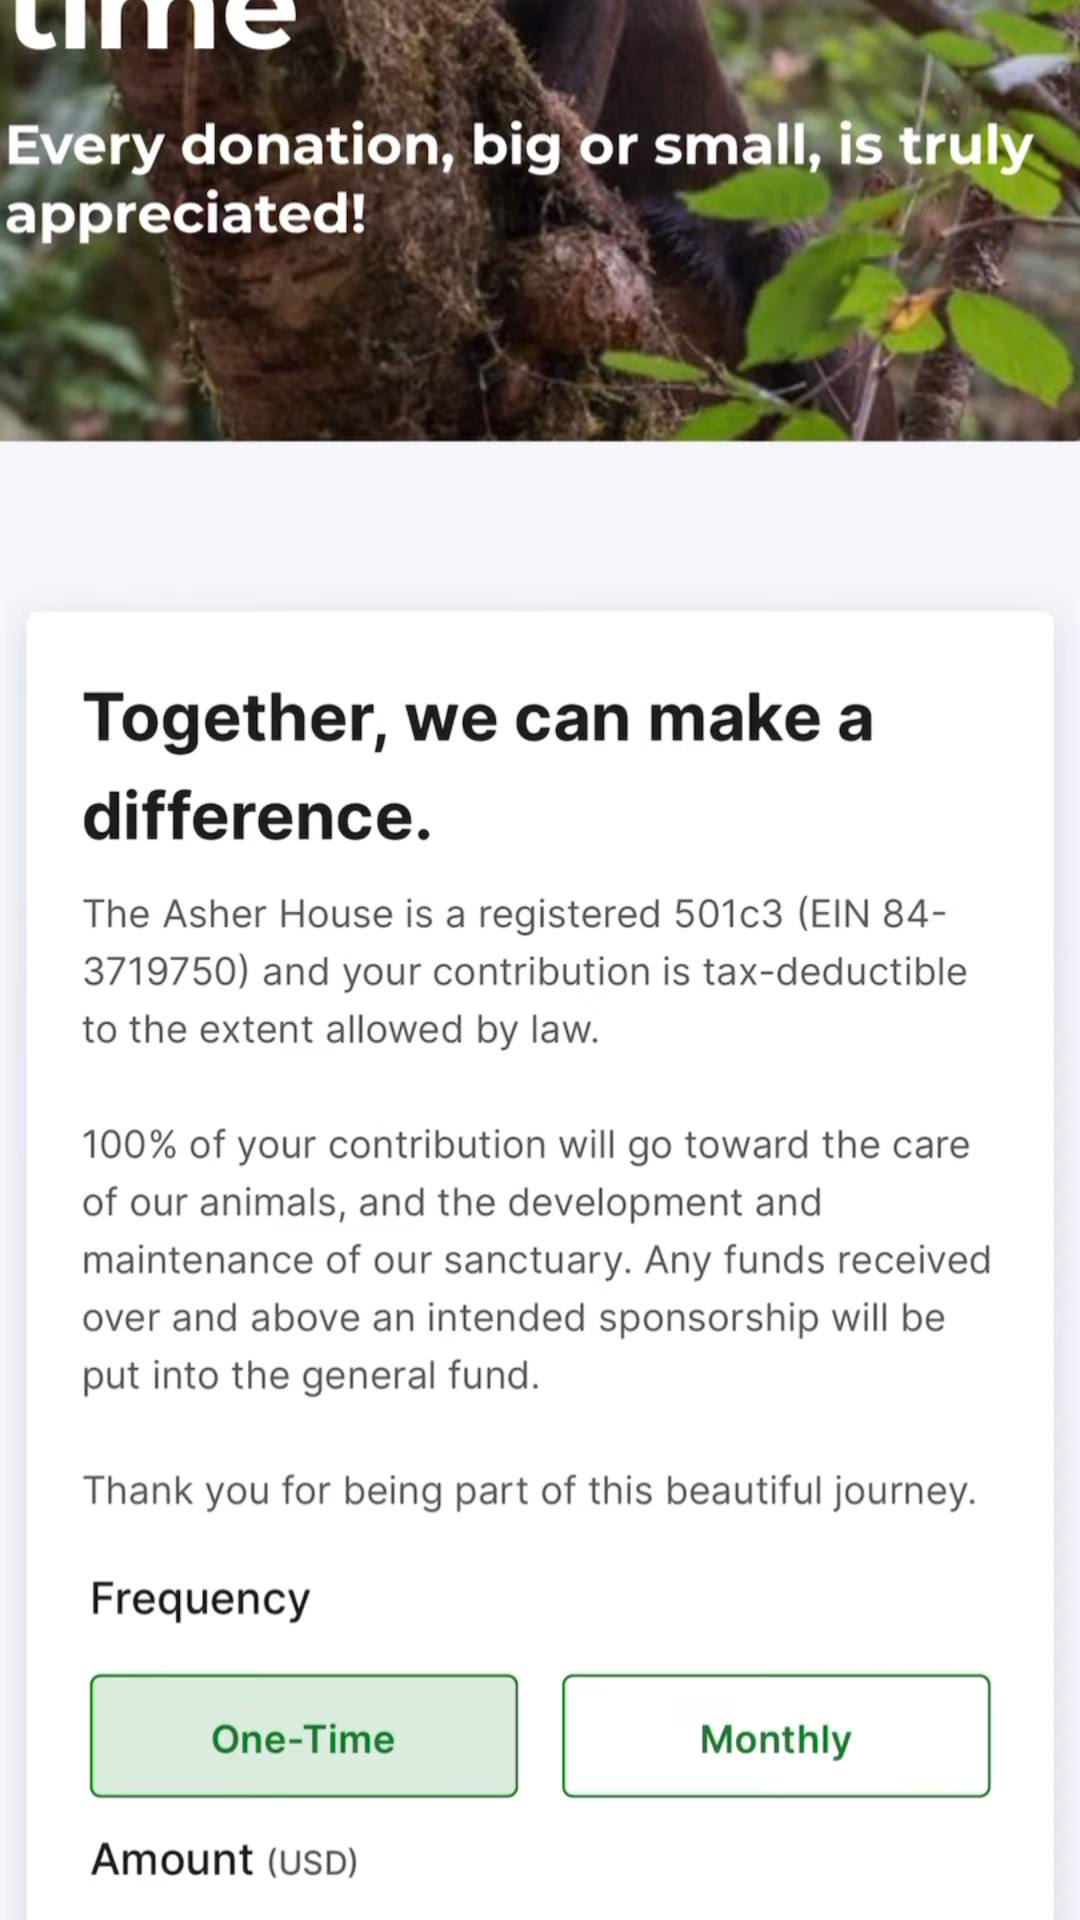 time
Every donation, big or small, is truly
appreciated!
Together, we can make a
difference.
The Asher House is a registered 501c3 (EIN 84-
3719750) and your contribution is tax-deductible
to the extent allowed by law.
100% of your contribution will go toward the care
of our animals, and the development and
maintenance of our sanctuary. Any funds received
over and above an intended sponsorship will be
put into the general fund.
Thank you for being part of this beautiful journey.
Frequency
One-Time
Monthly
Amount (USD)